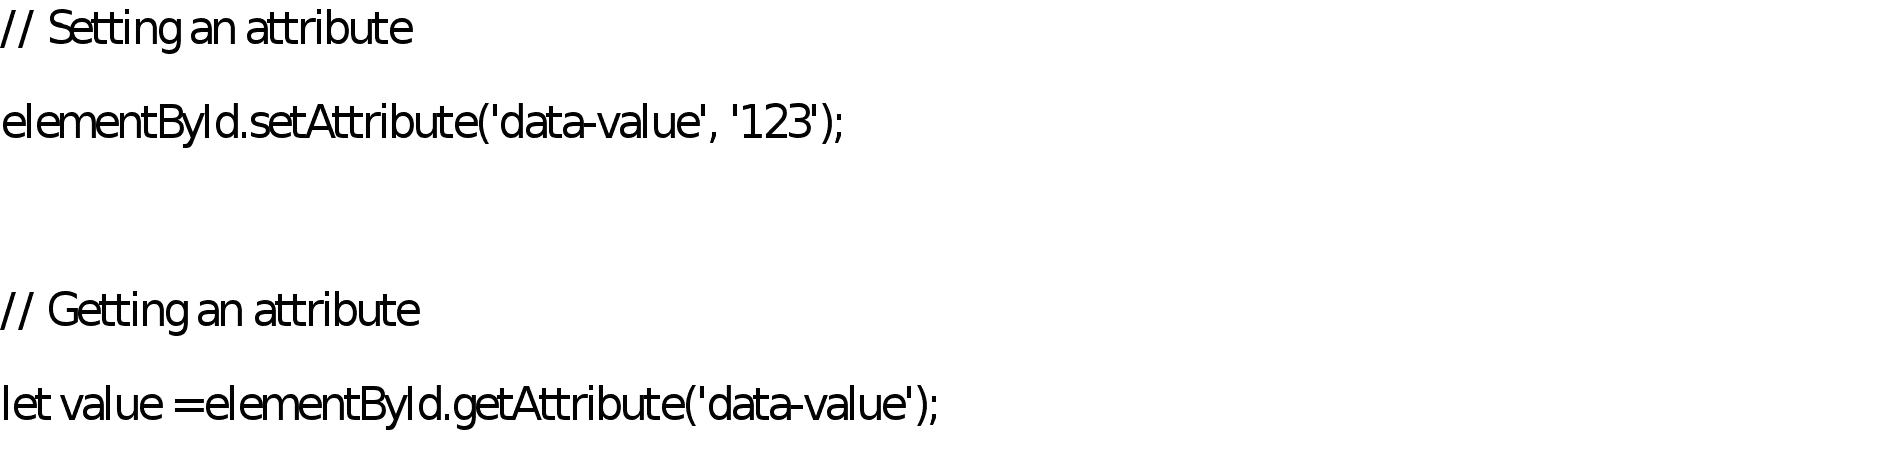 // Setting an attribute
elementById.setAttribute('data-value', '123');
// Getting an attribute
let value = elementById.getAttribute('data-value');